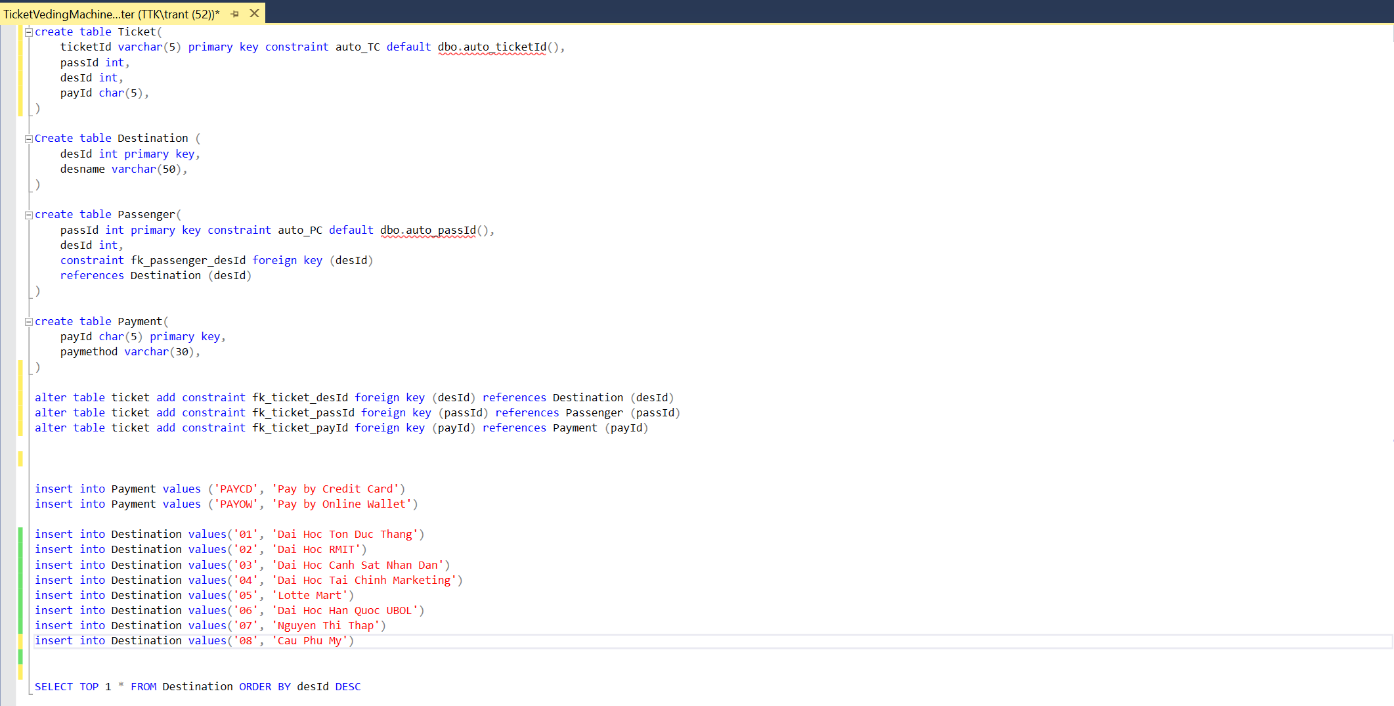 TicketVedingMachine...ter (TTK\trant (52))*
create table Ticket(
ticketId varchar(5) primary key constraint auto_TC default dbo.auto_ticketId(),
passId int,
desId int,
payId char(5),
)
Create table Destination (
desId int primary key,
desname varchar(50),
)
create table Passenger(
passId int primary key constraint auto_PC default dbo.auto_passId(),
desId int,
constraint fk_passenger_desId foreign key (desId)
references Destination (desId)
)
create table Payment(
payId char(5) primary key,
paymethod varchar(30),
)
alter table ticket add constraint fk_ticket_desId foreign key (desId) references Destination (desId)
alter table ticket add constraint fk_ticket_passId foreign key (passId) references Passenger (passId)
alter table ticket add constraint fk_ticket_payId foreign key (payId) references Payment (payId)
insert into Payment values ('PAYCD', 'Pay by Credit Card')
insert into Payment values ('PAYOW', 'Pay by Online Wallet')
insert into Destination values('01', 'Dai Hoc Ton Duc Thang')
insert into Destination values('02', 'Dai Hoc RMIT')
insert into Destination values('03', 'Dai Hoc Canh Sat Nhan Dan')
insert into Destination values('04', 'Dai Hoc Tai Chinh Marketing')
insert into Destination values('05', 'Lotte Mart')
insert into Destination values('06', 'Dai Hoc Han Quoc UBOL')
insert into Destination values('07', 'Nguyen Thi Thap')
insert into Destination values('08', 'Cau Phu My')
SELECT TOP 1 * FROM Destination ORDER BY desId DESC